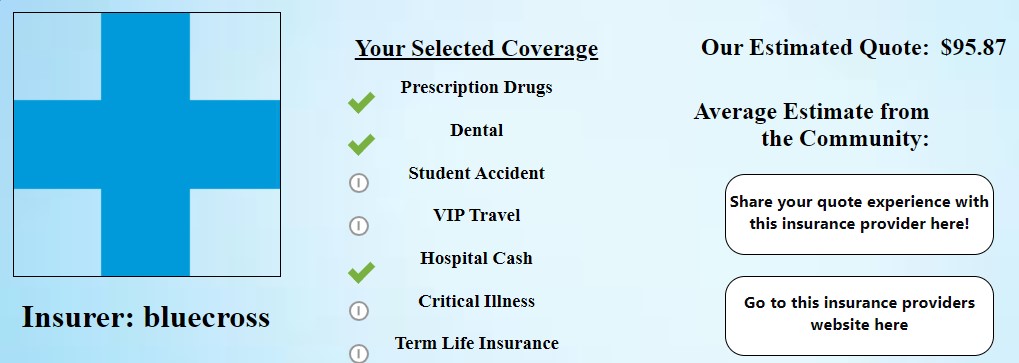 Your Selected Coverage
Prescription Drugs
Dental
Student Accident
VIP Travel
Hospital Cash
Critical Illness
Term Life Insurance
Insurer: bluecross
Our Estimated Quote: $95.87
Average Estimate from
the Community:
Share your quote experience with
this insurance provider here!
Go to this insurance providers
website here